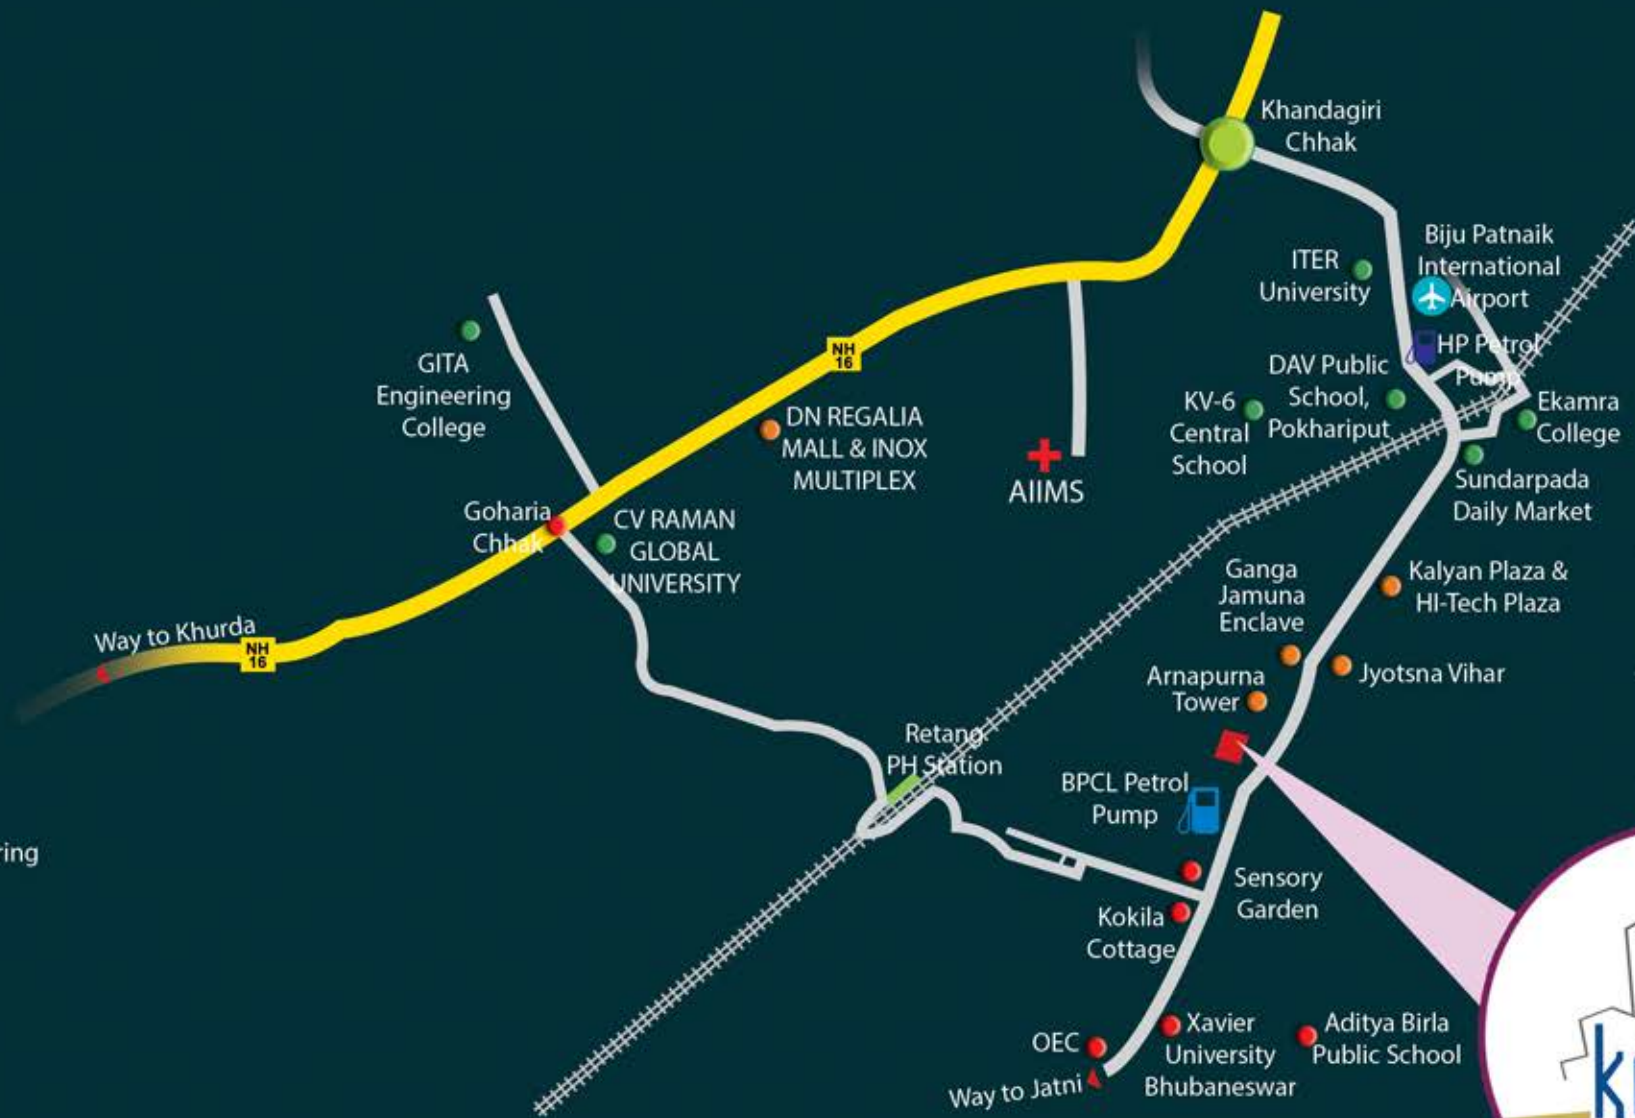 Khandagiri
Chhak
Biju Patnaik
International
Airport
ITER
University
HP Petrol
Pump
DAV Public
School,
Pokhariput
KV-6
Central
School
Ekamra
College
Sundarpada
Daily Market
NH
16
GITA
Engineering
College
DN REGALIA
MALL & INOX
MULTIPLEX
AIIMS
Goharia
Chhak
CV RAMAN
GLOBAL
UNIVERSITY
Kalyan Plaza &
HI-Tech Plaza
Ganga
Jamuna
Enclave
Way to Khurda
NH
16
Arnapurna
Tower
Jyotsna Vihar
Retang
PH Station
BPCL Petrol
Pump
ring
Sensory
Garden
Kokila
Cottage
OEC
Xavier
University
Bhubaneswar
Aditya Birla
Public School
Way to Jatni